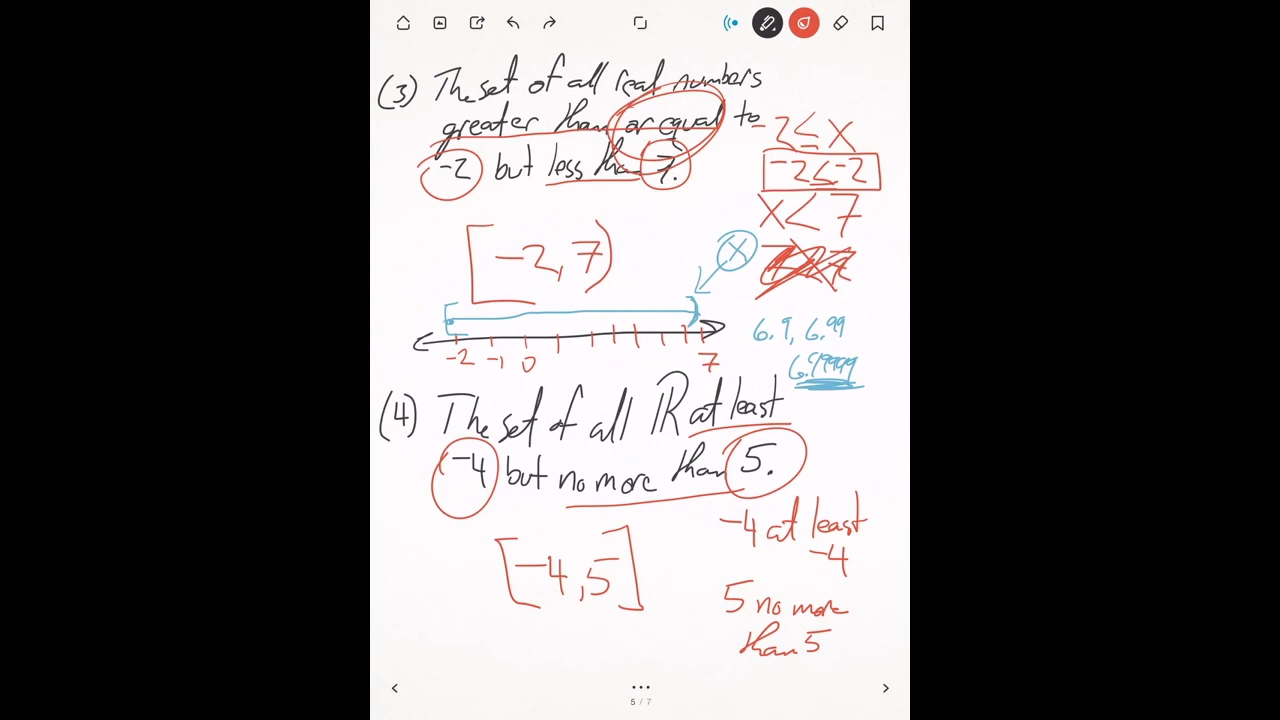 (3) The set of all real numbers
greater than or equal to
-2 but less than 7.
-2 ≤ x
-2 ≤ -2
x < 7
[-2, 7)
x
6.9, 6.99
6.99999
-2 -1 0 7
(4) The set of all ℝ at least
-4 but no more than 5.
[-4, 5]
-4 at least
-4
5 no more
than 5
5 / 7